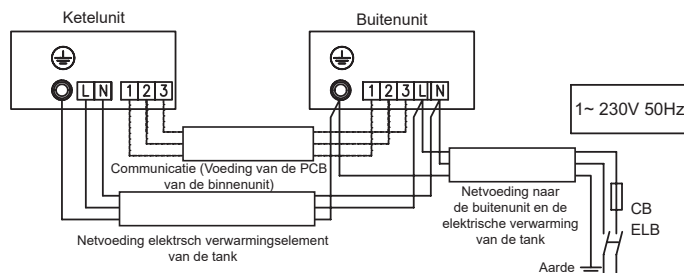 Ketelunit
Buitenunit
L N 1 2 3
1 2 3 L N
1~ 230V 50Hz
Communicatie (Voeding van de PCB
van de binnenunit)
Netvoeding elektrsch verwarmingselement
van de tank
Netvoeding naar
de buitenunit en de
elektrische verwarming
van de tank
CB
ELB
Aarde